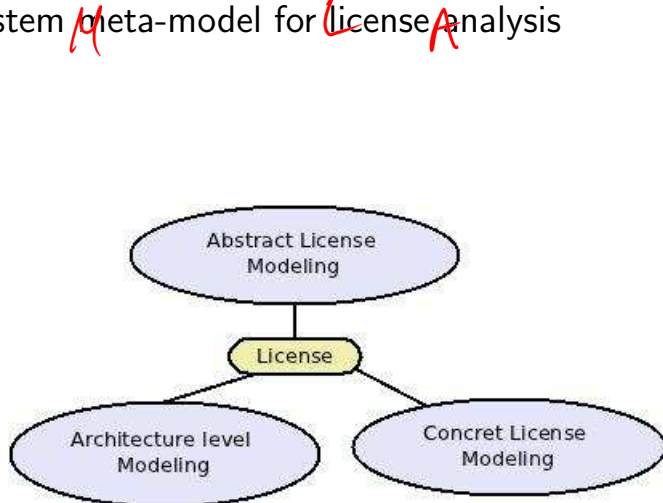 stem meta-model for license analysis
M L A
Abstract License
Modeling
License
Architecture level
Modeling
Concret License
Modeling